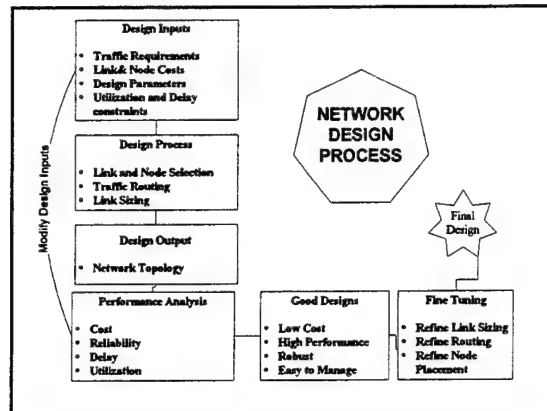 Design Inputs
• Traffic Requirements
• Link& Node Costs
• Design Parameters
• Utilization and Delay
constraints
NETWORK
DESIGN
PROCESS
Design Process
• Link and Node Selection
• Traffic Routing
• Link Sizing
Modify Design Inputs
Final
Design
Design Output
• Network Topology
Performance Analysis
• Cost
• Reliability
• Delay
• Utilization
Good Designs
• Low Cost
• High Performance
• Robust
• Easy to Manage
Fine Tuning
• Refine Link Sizing
• Refine Routing
• Refine Node
Placement